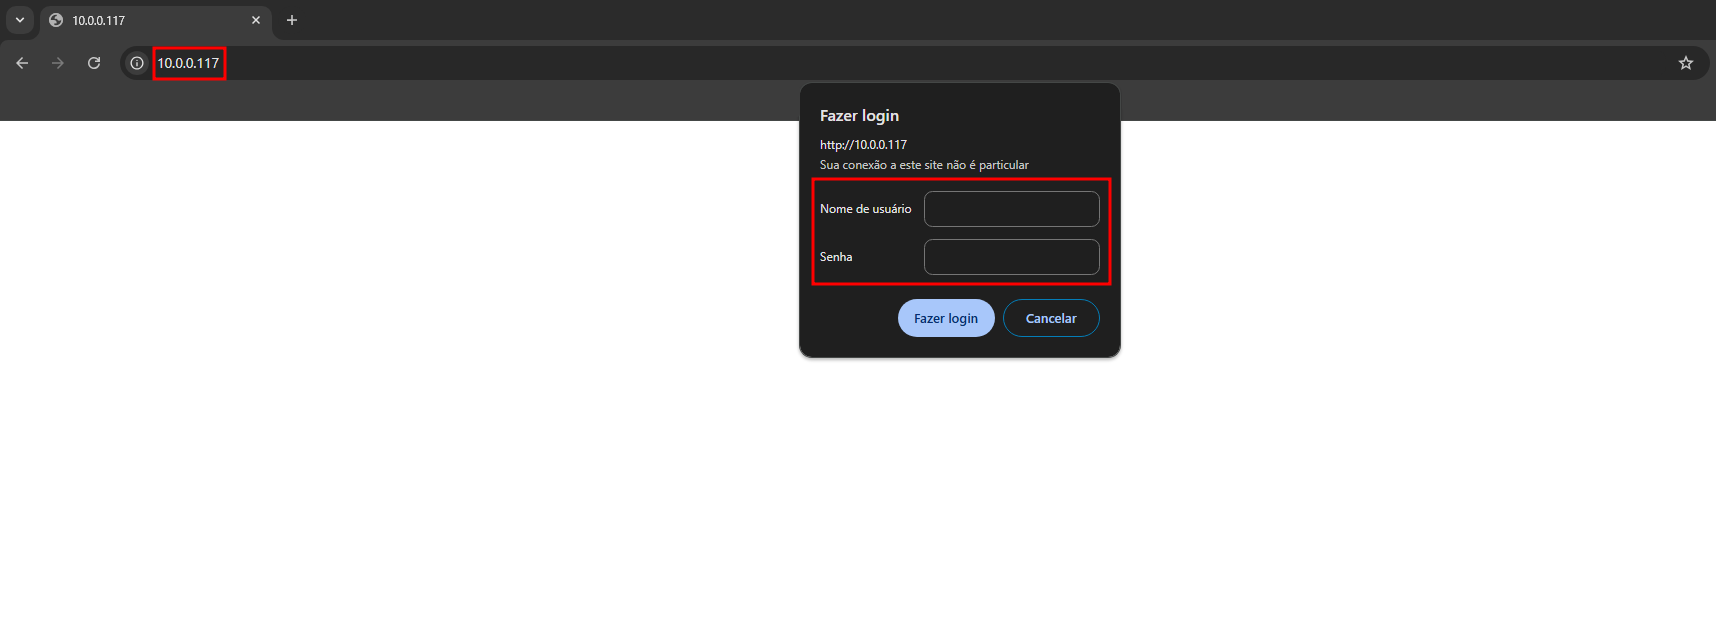 10.0.0.117
10.0.0.117
Fazer login
http://10.0.0.117
Sua conexão a este site não é particular
Nome de usuário
Senha
Fazer login Cancelar